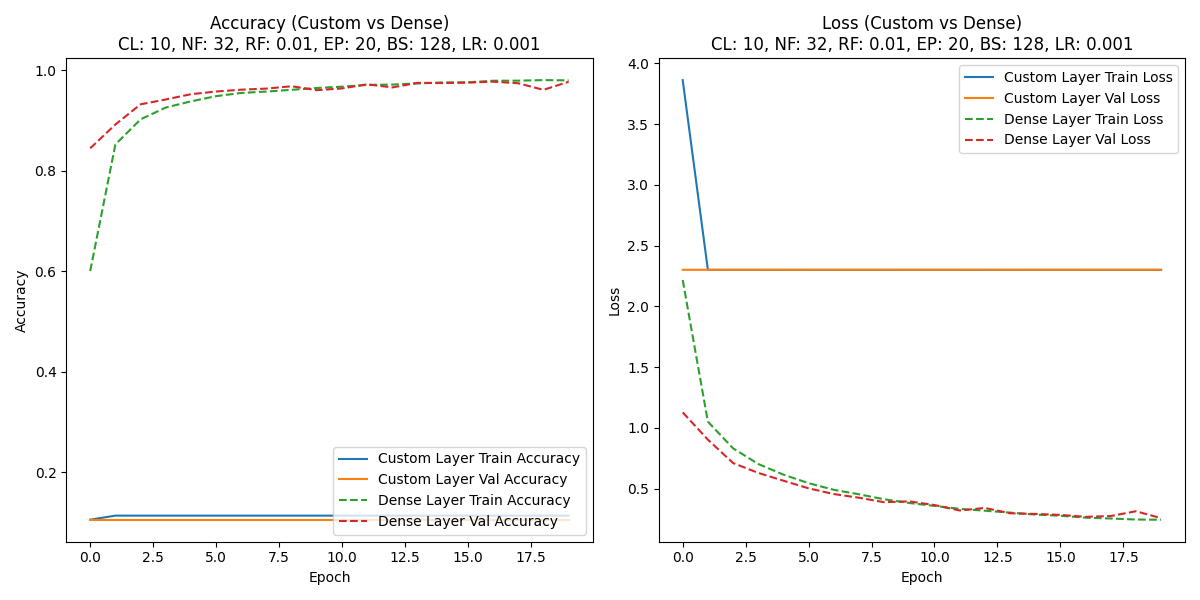 Accuracy (Custom vs Dense)
CL: 10, NF: 32, RF: 0.01, EP: 20, BS: 128, LR: 0.001
1.0
0.8
0.6
0.4
0.2
Accuracy
Custom Layer Train Accuracy
Custom Layer Val Accuracy
Dense Layer Train Accuracy
Dense Layer Val Accuracy
0.0 2.5 5.0 7.5 10.0 12.5 15.0 17.5
Epoch
Loss (Custom vs Dense)
CL: 10, NF: 32, RF: 0.01, EP: 20, BS: 128, LR: 0.001
4.0
3.5
3.0
2.5
2.0
1.5
1.0
0.5
Loss
Custom Layer Train Loss
Custom Layer Val Loss
Dense Layer Train Loss
Dense Layer Val Loss
0.0 2.5 5.0 7.5 10.0 12.5 15.0 17.5
Epoch